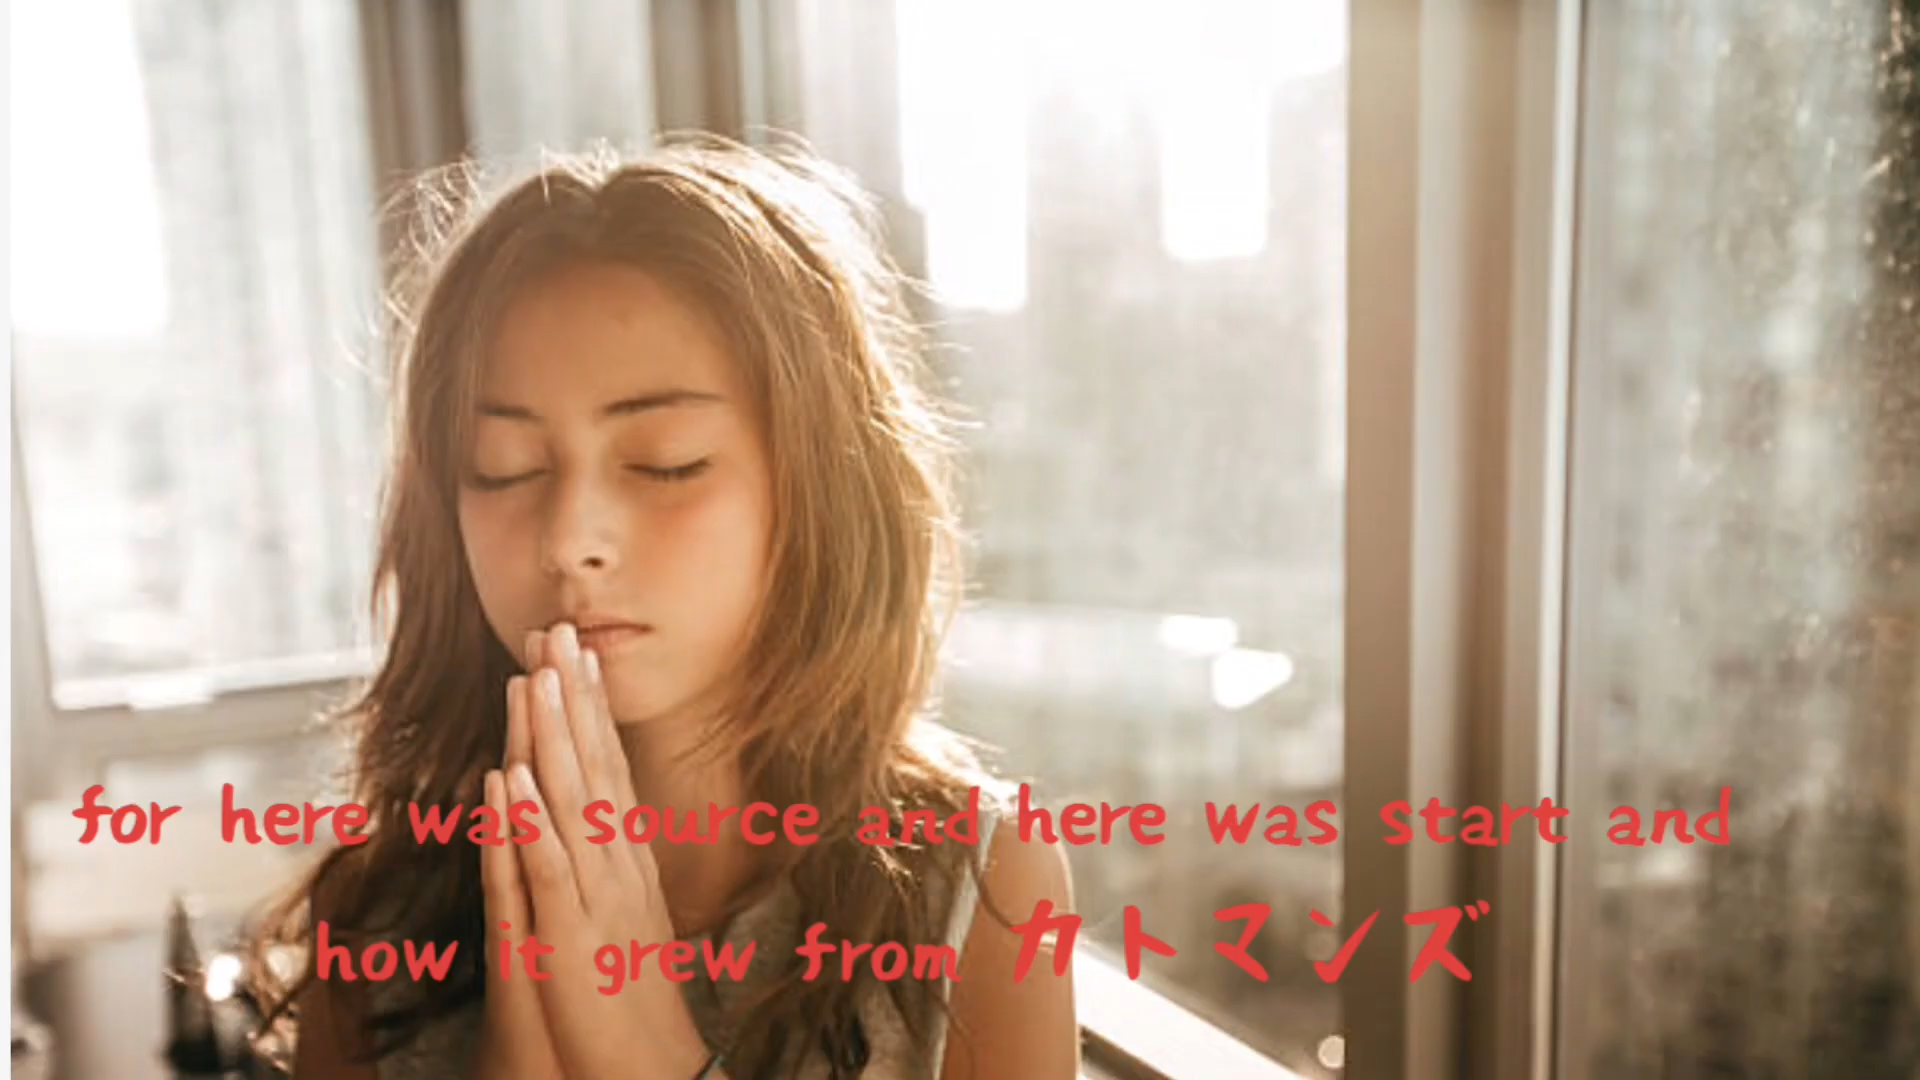 for here was source and here was start and
how it grew from カトマンズ